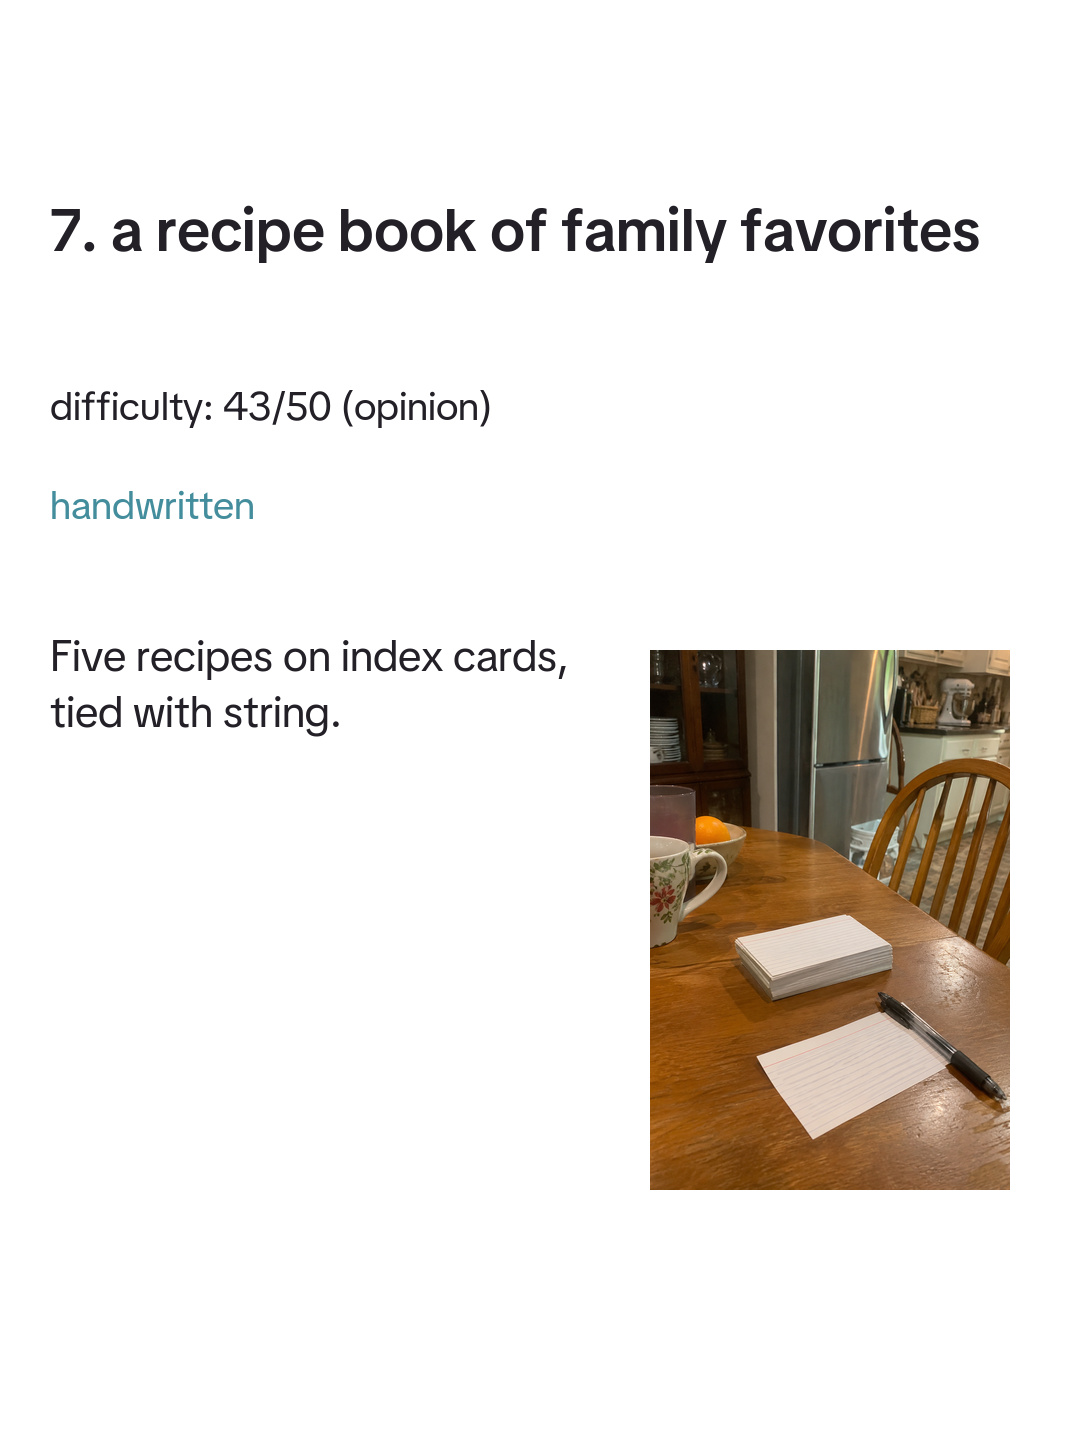 7. a recipe book of family favorites
difficulty: 43/50 (opinion)
handwritten
Five recipes on index cards,
tied with string.